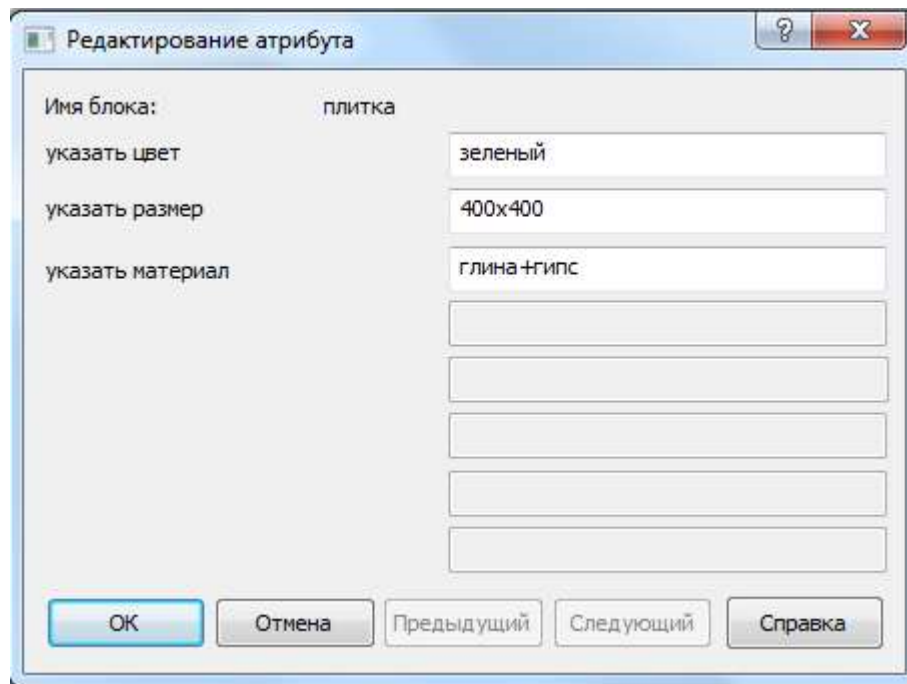 Редактирование атрибута
Имя блока: плитка
указать цвет зеленый
указать размер 400x400
указать материал глина+гипс
ОК Отмена Предыдущий Следующий Справка